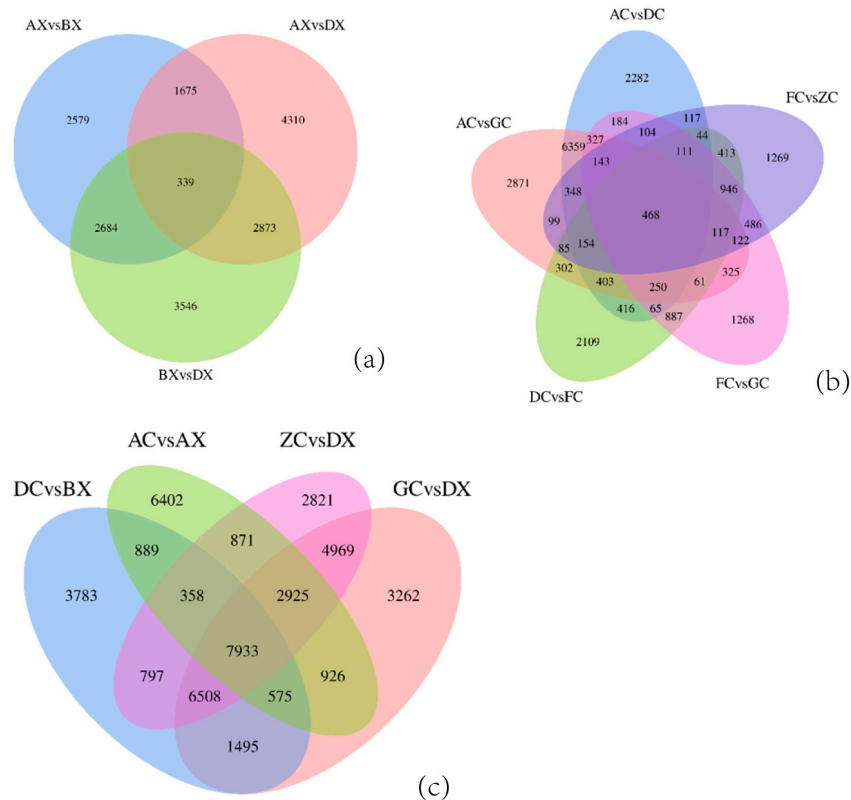 AXvsBX AXvsDX
1675
2579 4310
339
2684 2873
3546
BXvsDX
(a)
ACvsDC
2282
FCvsZC
184 117
104 44
ACvsGC
327
6359 111 413
143 1269
2871 348 946
99 468 486
117 122
85 154
302 325
403 250 61
416 65 887 1268
2109
FCvsGC
DCvsFC
(b)
ACvsAX ZCvsDX
DCvsBX GCvsDX
6402 2821
889 871 4969
3783 358 2925 3262
7933
797 926
6508 575
1495
(c)